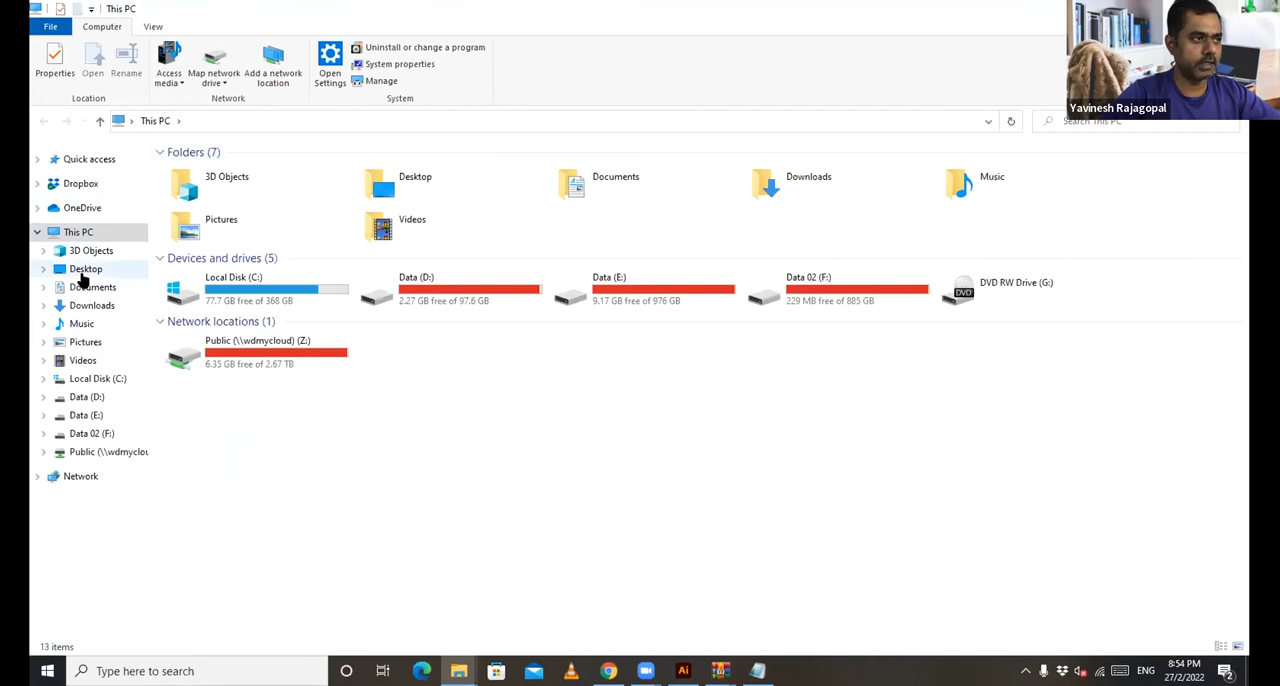 This PC
File
Computer
View
Properties
Open
Rename
Access media
Map network drive
Add a network location
Open Settings
Uninstall or change a program
System properties
Manage
Location
Network
System
Yavinesh Rajagopal
This PC
Search This PC
Quick access
Dropbox
OneDrive
This PC
3D Objects
Desktop
Documents
Downloads
Music
Pictures
Videos
Local Disk (C:)
Data (D:)
Data (E:)
Data 02 (F:)
Public (\\wdmyclou
Network
Folders (7)
3D Objects
Desktop
Documents
Downloads
Music
Pictures
Videos
Devices and drives (5)
Local Disk (C:)
77.7 GB free of 368 GB
Data (D:)
2.27 GB free of 97.6 GB
Data (E:)
9.17 GB free of 976 GB
Data 02 (F:)
229 MB free of 885 GB
DVD
DVD RW Drive (G:)
Network locations (1)
Public (\\wdmycloud) (Z:)
6.35 GB free of 2.67 TB
13 items
Type here to search
Ai
ENG
8:54 PM
27/2/2022
2